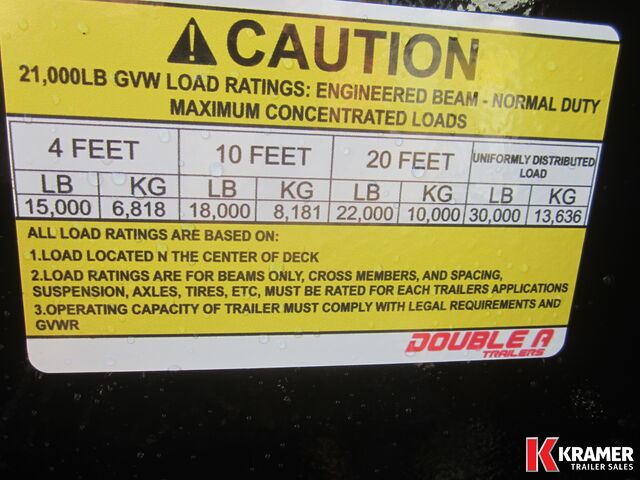 ⚠CAUTION
21,000LB GVW LOAD RATINGS: ENGINEERED BEAM - NORMAL DUTY
MAXIMUM CONCENTRATED LOADS
4 FEET 10 FEET 20 FEET UNIFORMLY DISTRIBUTED
LOAD
LB KG LB KG LB KG LB KG
15,000 6,818 18,000 8,181 22,000 10,000 30,000 13,636
ALL LOAD RATINGS ARE BASED ON:
1.LOAD LOCATED N THE CENTER OF DECK
2.LOAD RATINGS ARE FOR BEAMS ONLY, CROSS MEMBERS, AND SPACING,
SUSPENSION, AXLES, TIRES, ETC, MUST BE RATED FOR EACH TRAILERS APPLICATIONS
3.OPERATING CAPACITY OF TRAILER MUST COMPLY WITH LEGAL REQUIREMENTS AND
GVWR
DOUBLE A
TRAILERS
K KRAMER
TRAILER SALES